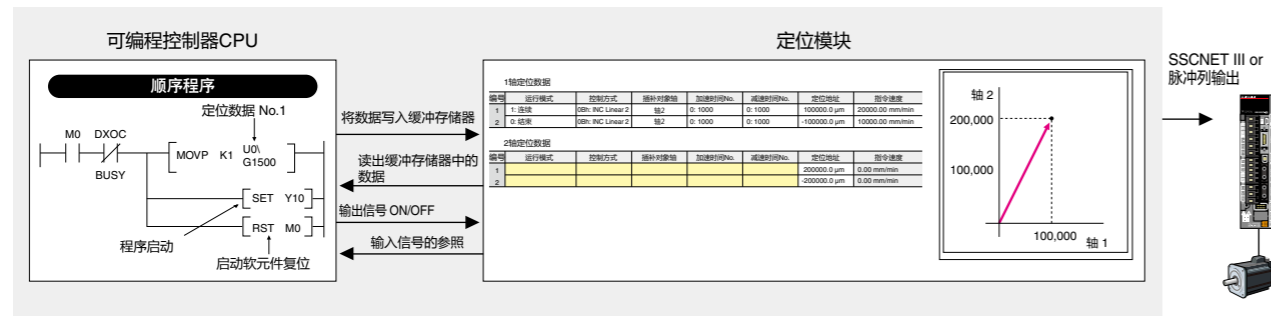 可编程控制器CPU
顺序程序
定位数据 No.1
M0 DXOC
BUSY
MOVP K1 U0\
G1500
SET Y10
RST M0
程序启动
启动软元件复位
将数据写入缓冲存储器
读出缓冲存储器中的
数据
输出信号 ON/OFF
输入信号的参照
定位模块
1轴定位数据
编号 运行模式 控制方式 插补对象轴 加速时间No. 减速时间No. 定位地址 指令速度
1 1: 连续 0Bh: INC Linear 2 轴2 0: 1000 0: 1000 100000.0 μm 20000.00 mm/min
2 0: 结束 0Bh: INC Linear 2 轴2 0: 1000 0: 1000 -100000.0 μm 10000.00 mm/min
2轴定位数据
编号 运行模式 控制方式 插补对象轴 加速时间No. 减速时间No. 定位地址 指令速度
1 200000.0 μm 0.00 mm/min
2 -200000.0 μm 0.00 mm/min
轴 2
200,000
100,000
100,000
轴 1
SSCNET III or
脉冲列输出